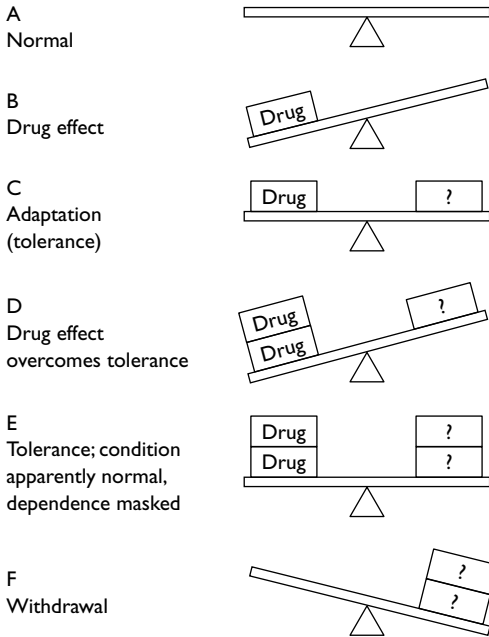 A
Normal
B
Drug effect
Drug
C
Adaptation
(tolerance)
Drug
?
D
Drug effect
overcomes tolerance
Drug
Drug
?
E
Tolerance; condition
apparently normal,
dependence masked
Drug
Drug
?
?
F
Withdrawal
?
?